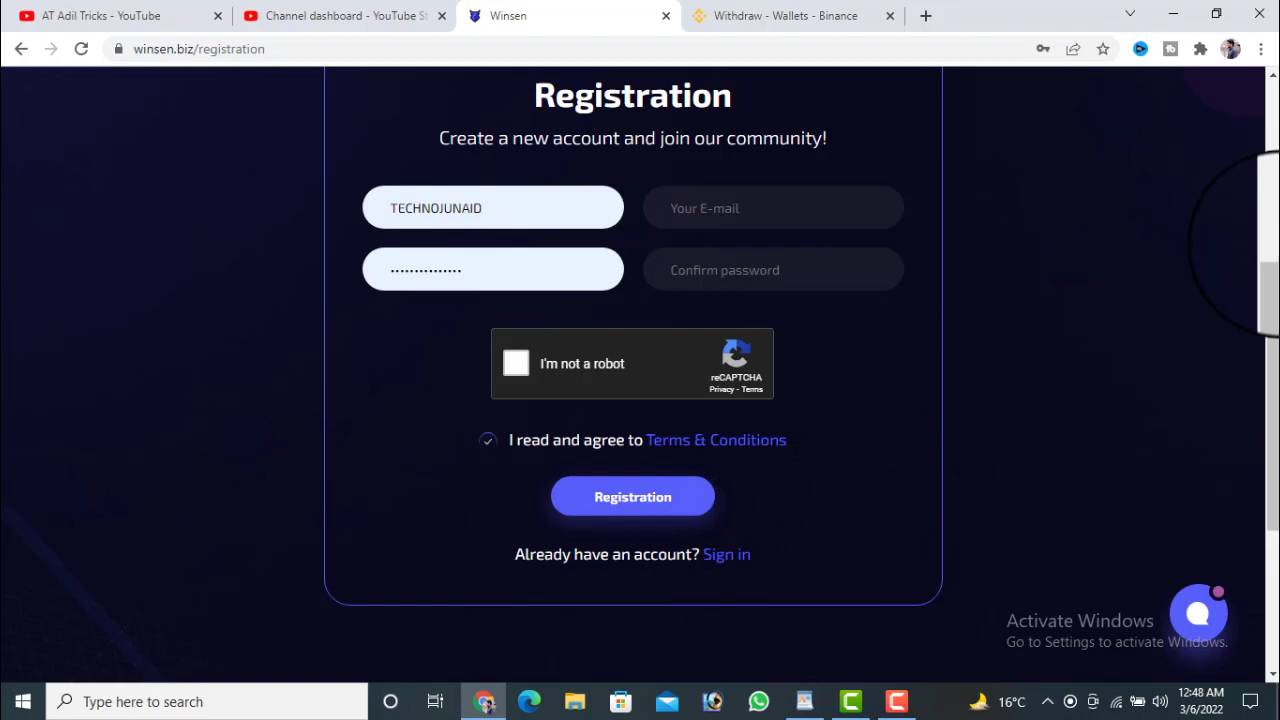 AT Adil Tricks - YouTube
Channel dashboard - YouTube St
Winsen
Withdraw - Wallets - Binance
winsen.biz/registration
Registration
Create a new account and join our community!
TECHNOJUNAID
Your E-mail
•••••••••••••••
Confirm password
I'm not a robot
reCAPTCHA
Privacy - Terms
I read and agree to Terms & Conditions
Registration
Already have an account? Sign in
Activate Windows
Go to Settings to activate Windows.
Type here to search
16°C
12:48 AM
3/6/2022